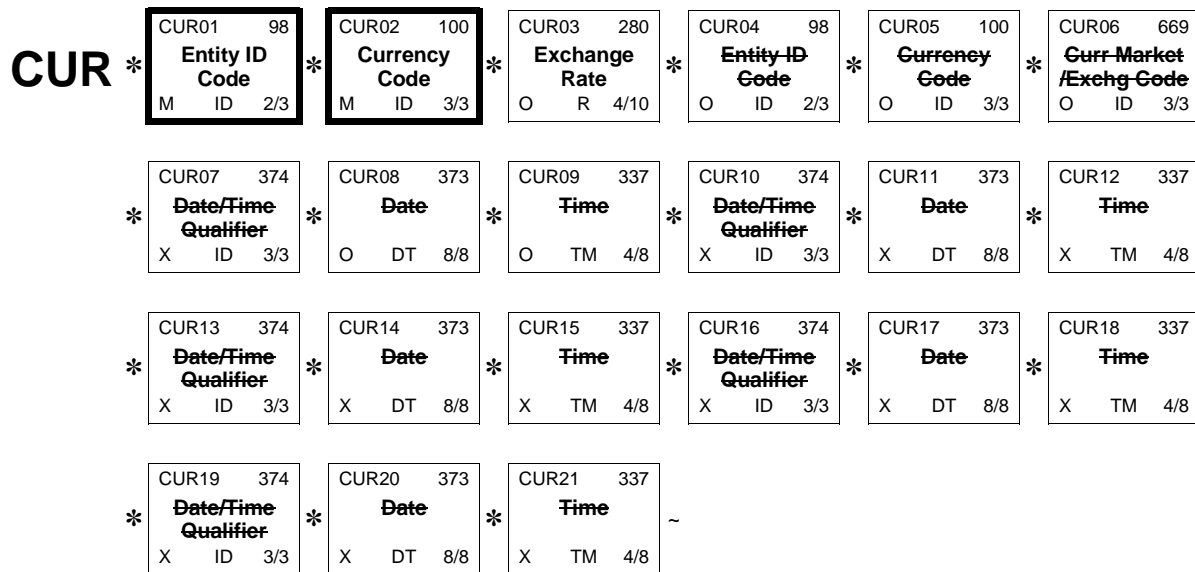 CUR01 98 CUR02 100 CUR03 280 CUR04 98 CUR05 100 CUR06 669
CUR * Entity ID * Currency * Exchange * Entity ID * Currency * Curr Market
Code Code Rate Code Code /Exchg Code
M ID 2/3 M ID 3/3 O R 4/10 O ID 2/3 O ID 3/3 O ID 3/3
CUR07 374 CUR08 373 CUR09 337 CUR10 374 CUR11 373 CUR12 337
* Date/Time * Date * Time * Date/Time * Date * Time
Qualifier Qualifier
X ID 3/3 O DT 8/8 O TM 4/8 X ID 3/3 X DT 8/8 X TM 4/8
CUR13 374 CUR14 373 CUR15 337 CUR16 374 CUR17 373 CUR18 337
* Date/Time * Date * Time * Date/Time * Date * Time
Qualifier Qualifier
X ID 3/3 X DT 8/8 X TM 4/8 X ID 3/3 X DT 8/8 X TM 4/8
CUR19 374 CUR20 373 CUR21 337
* Date/Time * Date * Time ~
Qualifier
X ID 3/3 X DT 8/8 X TM 4/8